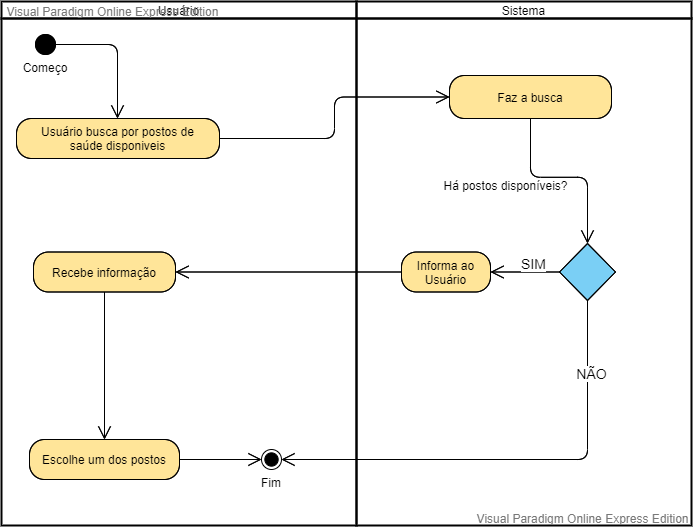 Visual Paradigm Online Express Edition
Usuário
Sistema
Começo
Faz a busca
Usuário busca por postos de
saúde disponiveis
Há postos disponíveis?
Recebe informação
Informa ao
Usuário
SIM
NÃO
Escolhe um dos postos
Fim
Visual Paradigm Online Express Edition